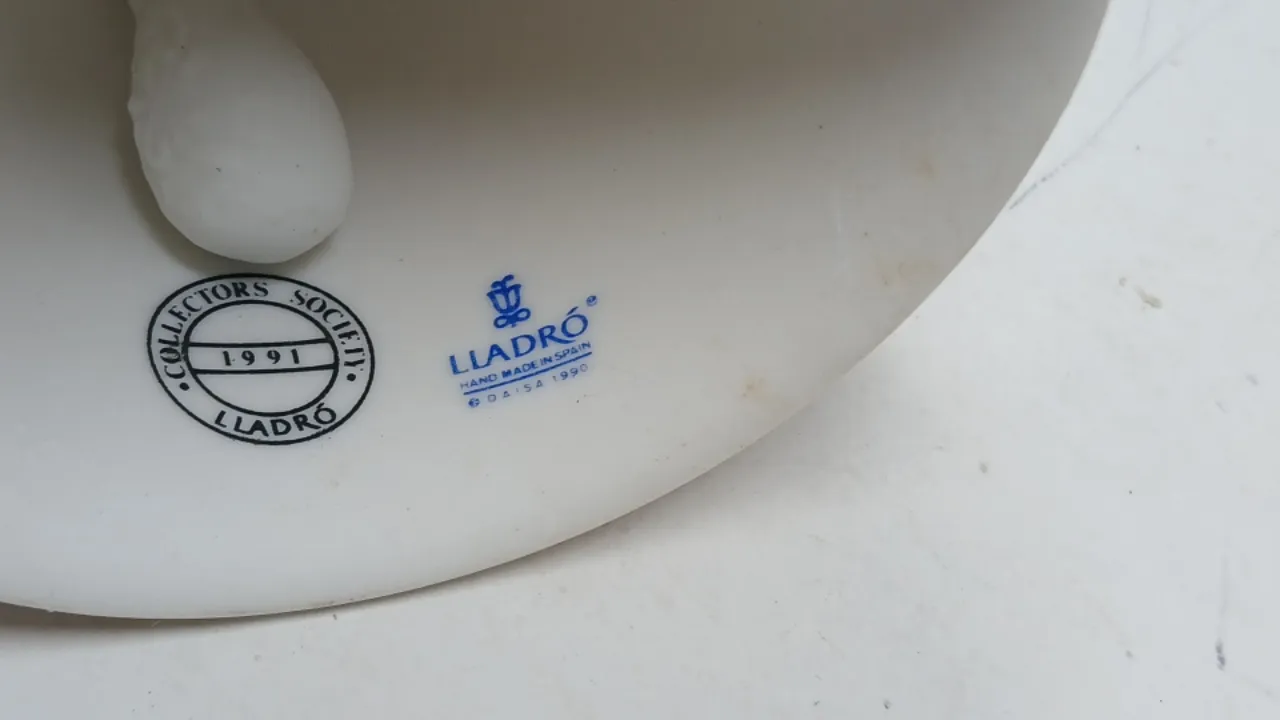 COLLECTORS SOCIETY
1991
LLADRÓ
LLADRÓ®
HAND MADE IN SPAIN
© DAISA 1990